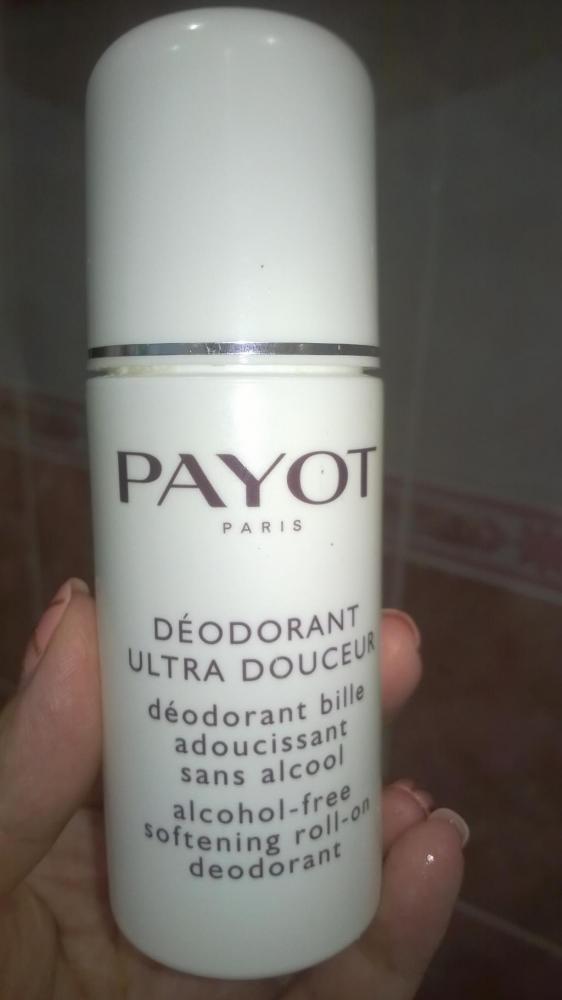 PAYOT
PARIS
DÉODORANT
ULTRA DOUCEUR
déodorant bille
adoucissant
sans alcool
alcohol-free
softening roll-on
deodorant